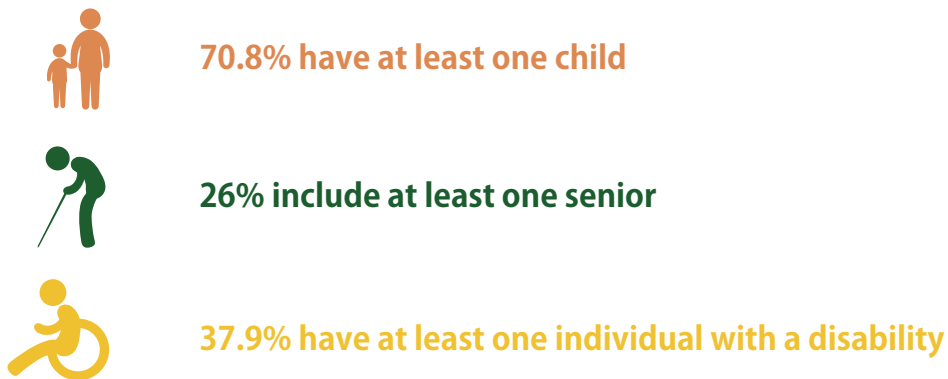 70.8% have at least one child
26% include at least one senior
37.9% have at least one individual with a disability